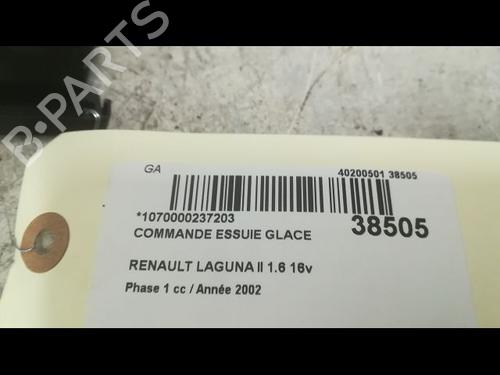 B-PARTS
GA
40200501 38505
*1070000237203
38505
COMMANDE ESSUIE GLACE
RENAULT LAGUNA II 1.6 16v
Phase 1 cc / Année 2002